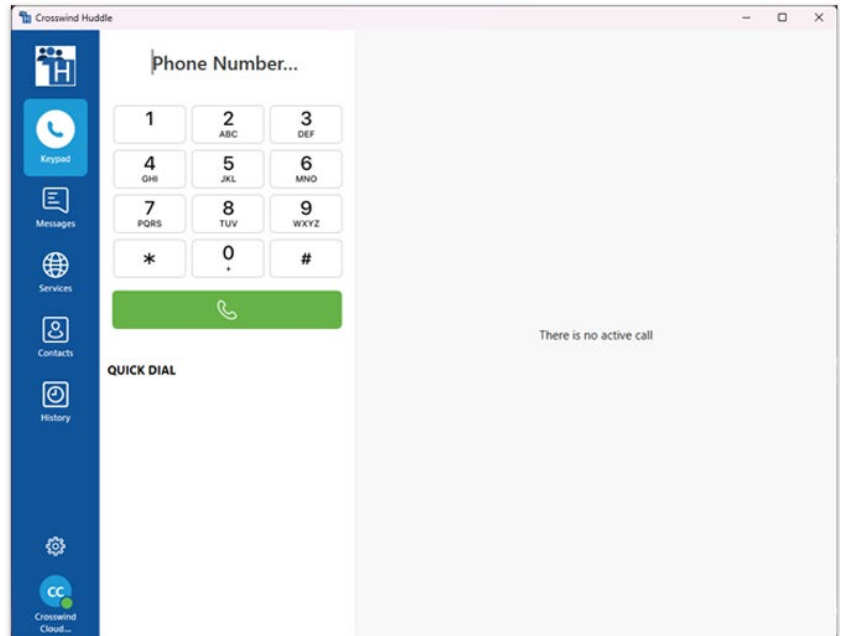 Crosswind Huddle
H
Phone Number...
Keypad
Messages
Services
Contacts
History
1
2
ABC
3
DEF
4
GHI
5
JKL
6
MNO
7
PQRS
8
TUV
9
WXYZ
*
0
+
#
QUICK DIAL
There is no active call
CC
Crosswind
Cloud...